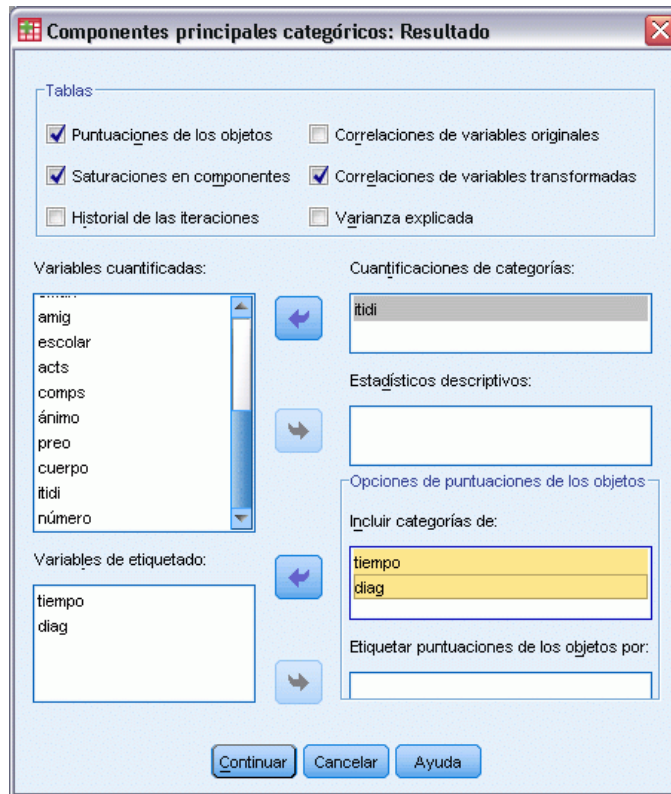 Componentes principales categóricos: Resultado
Tablas
Puntuaciones de los objetos
Correlaciones de variables originales
Saturaciones en componentes
Correlaciones de variables transformadas
Historial de las iteraciones
Varianza explicada
Variables cuantificadas:
amig
escolar
acts
comps
ánimo
preo
cuerpo
itidi
número
Cuantificaciones de categorías:
itidi
Estadísticos descriptivos:
Opciones de puntuaciones de los objetos
Incluir categorías de:
tiempo
diag
Variables de etiquetado:
tiempo
diag
Etiquetar puntuaciones de los objetos por:
Continuar
Cancelar
Ayuda